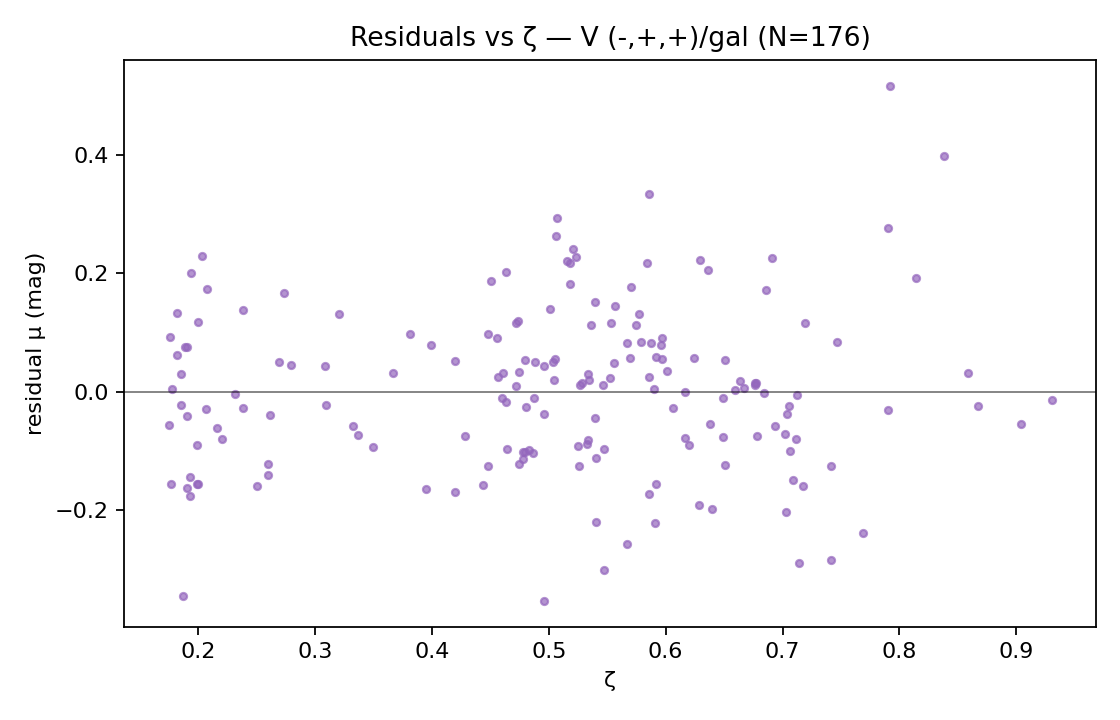 Residuals vs ζ — V (-,+,+)/gal (N=176)
residual μ (mag)
0.4
0.2
0.0
−0.2
0.2 0.3 0.4 0.5 0.6 0.7 0.8 0.9
ζ